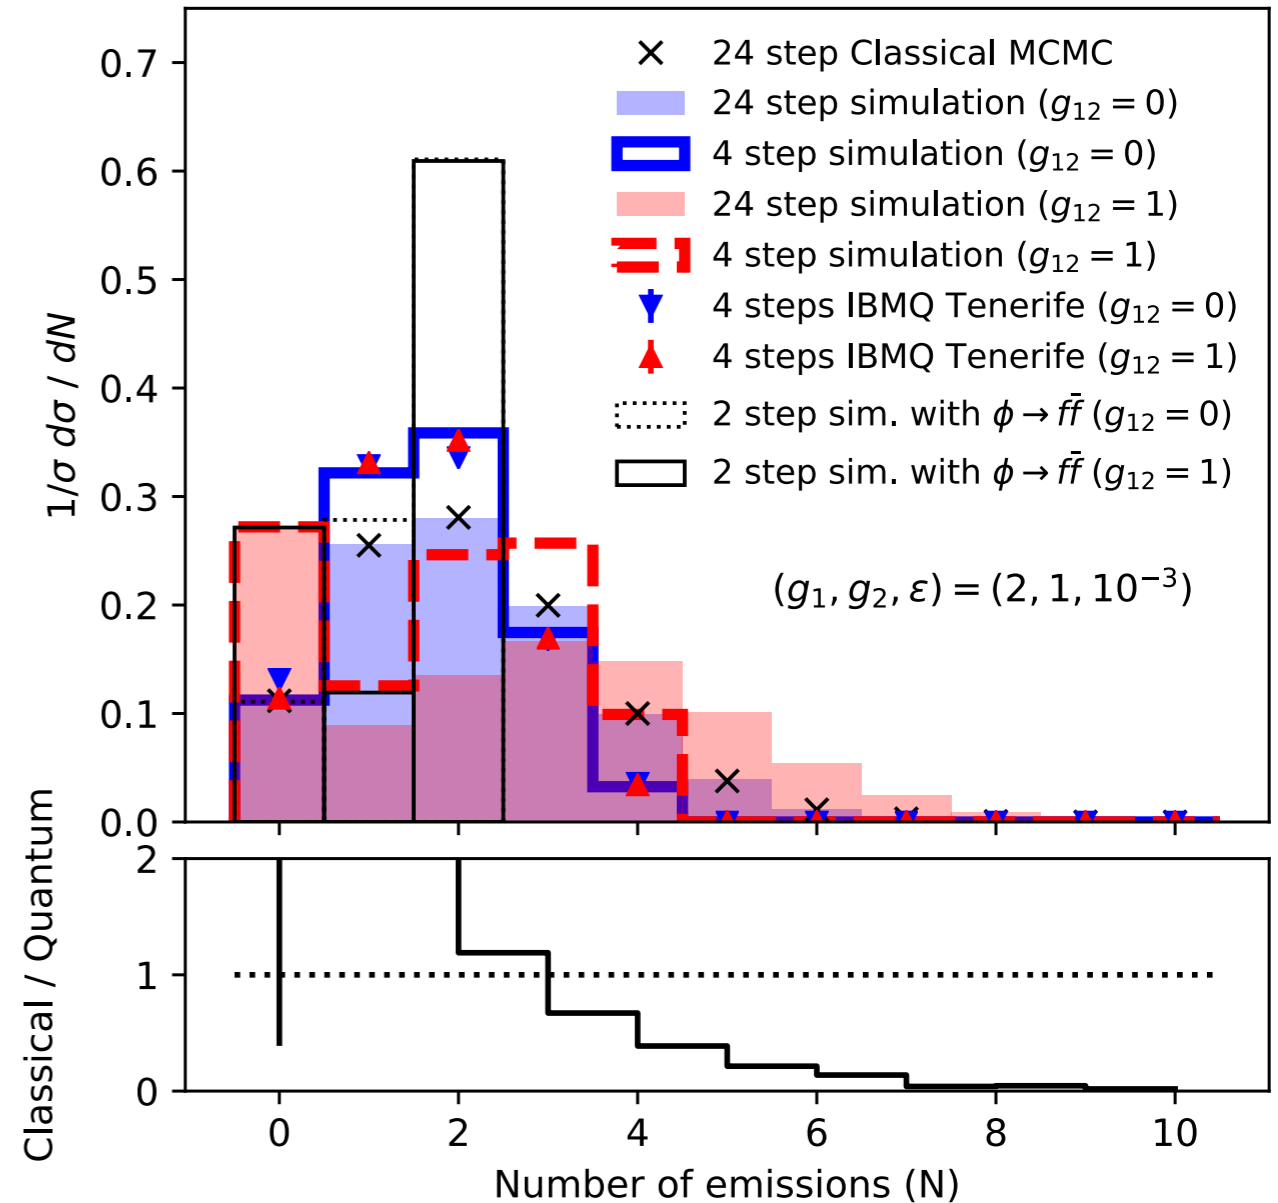 0.7
0.6
0.5
0.4
0.3
0.2
0.1
0.0
1/σ dσ / dN
24 step Classical MCMC
24 step simulation (g₁₂ = 0)
4 step simulation (g₁₂ = 0)
24 step simulation (g₁₂ = 1)
4 step simulation (g₁₂ = 1)
4 steps IBMQ Tenerife (g₁₂ = 0)
4 steps IBMQ Tenerife (g₁₂ = 1)
2 step sim. with ϕ → ff̄ (g₁₂ = 0)
2 step sim. with ϕ → ff̄ (g₁₂ = 1)
(g₁, g₂, ε) = (2, 1, 10⁻³)
2
1
0
Classical / Quantum
0 2 4 6 8 10
Number of emissions (N)